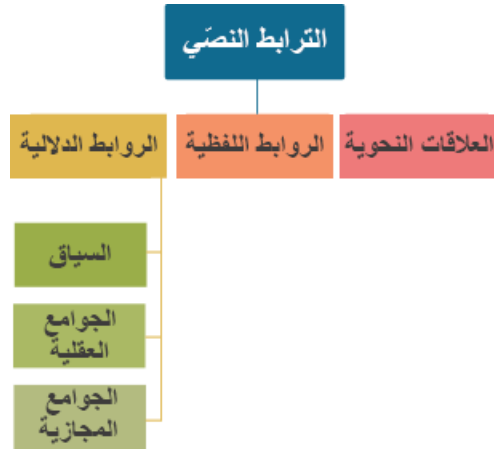 الترابط النصّي
العلاقات النحوية
الروابط اللفظية
الروابط الدلالية
السياق
الجوامع
العقلية
الجوامع
المجازية